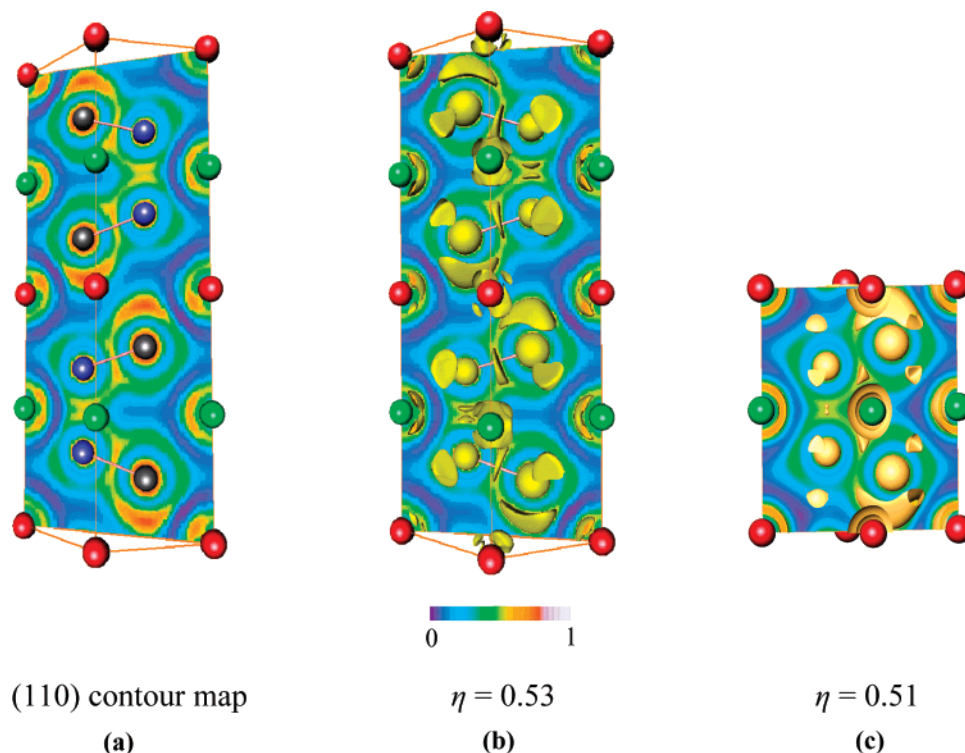 0 1
(110) contour map η = 0.53 η = 0.51
(a) (b) (c)